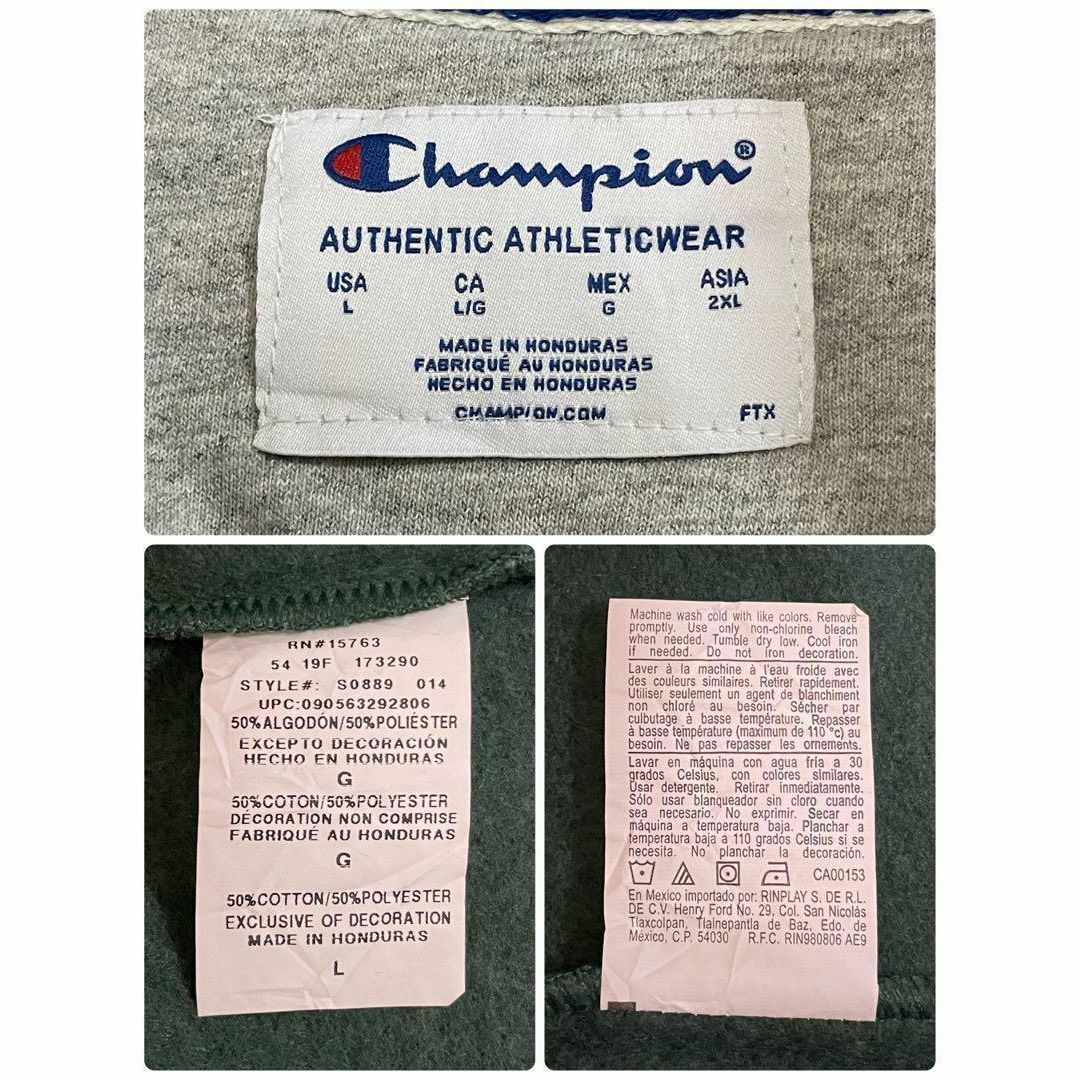 Champion®
AUTHENTIC ATHLETICWEAR
USA CA MEX ASIA
L L/G G 2XL
MADE IN HONDURAS
FABRIQUÉ AU HONDURAS
HECHO EN HONDURAS
CHAMPION.COM FTX
RN#15763
54 19F 173290
STYLE#: S0889 014
UPC:090563292806
50%ALGODÓN/50%POLIÉSTER
EXCEPTO DECORACIÓN
HECHO EN HONDURAS
G
50%COTON/50%POLYESTER
DÉCORATION NON COMPRISE
FABRIQUÉ AU HONDURAS
G
50%COTTON/50%POLYESTER
EXCLUSIVE OF DECORATION
MADE IN HONDURAS
L
Machine wash cold with like colors. Remove
promptly. Use only non-chlorine bleach
when needed. Tumble dry low. Cool iron
if needed. Do not iron decoration.
Laver à la machine à l'eau froide avec
des couleurs similaires. Retirer rapidement.
Utiliser seulement un agent de blanchiment
non chloré au besoin. Sécher par
culbutage à basse température. Repasser
à basse température (maximum de 110 °c) au
besoin. Ne pas repasser les ornements.
Lavar en máquina con agua fría a 30
grados Celsius, con colores similares.
Usar detergente. Retirar inmediatamente.
Sólo usar blanqueador sin cloro cuando
sea necesario. No exprimir. Secar en
máquina a temperatura baja. Planchar a
temperatura baja a 110 grados Celsius si se
necesita. No planchar la decoración.
CA00153
En Mexico importado por: RINPLAY S. DE R.L.
DE C.V. Henry Ford No. 29, Col. San Nicolás
Tlaxcolpan, Tlalnepantla de Baz, Edo. de
México, C.P. 54030 R.F.C. RIN980806 AE9